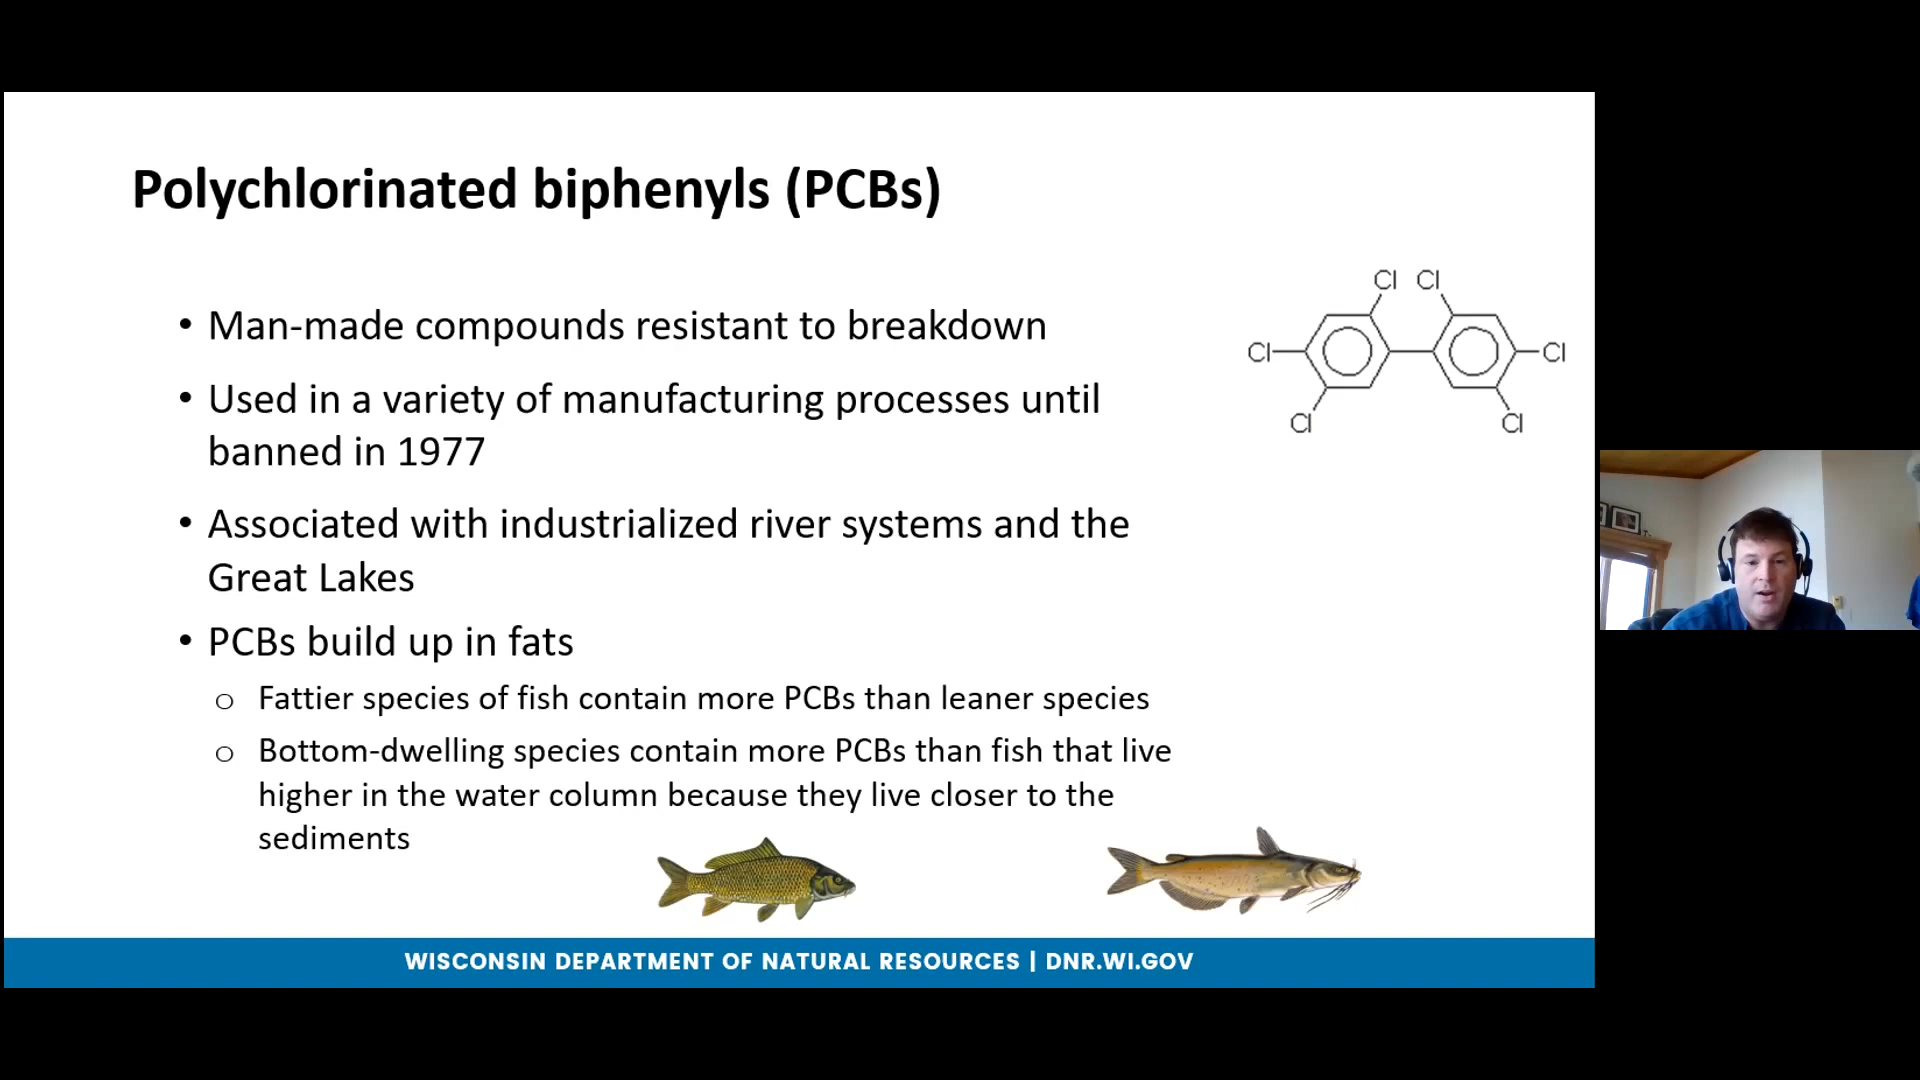 Polychlorinated biphenyls (PCBs)
• Man-made compounds resistant to breakdown
• Used in a variety of manufacturing processes until
banned in 1977
• Associated with industrialized river systems and the
Great Lakes
• PCBs build up in fats
o Fattier species of fish contain more PCBs than leaner species
o Bottom-dwelling species contain more PCBs than fish that live
higher in the water column because they live closer to the
sediments
Cl Cl
Cl Cl
Cl Cl
WISCONSIN DEPARTMENT OF NATURAL RESOURCES | DNR.WI.GOV